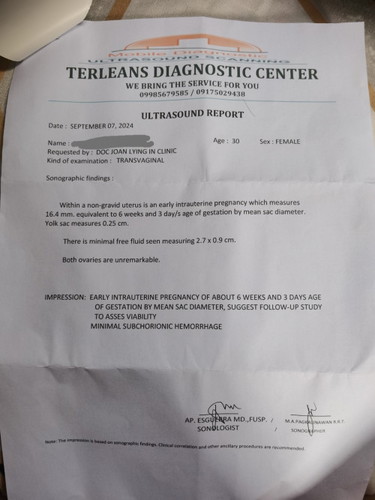 Mobile Diagnostic
ULTRASOUND SCANNING
TERLEANS DIAGNOSTIC CENTER
WE BRING THE SERVICE FOR YOU
09985679585 / 09175029438
ULTRASOUND REPORT
Date : SEPTEMBER 07, 2024
Name :
Age : 30 Sex : FEMALE
Requested by : DOC JOAN LYING IN CLINIC
Kind of examination : TRANSVAGINAL
Sonographic findings :
Within a non-gravid uterus is an early intrauterine pregnancy which measures
16.4 mm. equivalent to 6 weeks and 3 day/s age of gestation by mean sac diameter.
Yolk sac measures 0.25 cm.
There is minimal free fluid seen measuring 2.7 x 0.9 cm.
Both ovaries are unremarkable.
IMPRESSION: EARLY INTRAUTERINE PREGNANCY OF ABOUT 6 WEEKS AND 3 DAYS AGE
OF GESTATION BY MEAN SAC DIAMETER, SUGGEST FOLLOW-UP STUDY
TO ASSES VIABILITY
MINIMAL SUBCHORIONIC HEMORRHAGE
AP. ESGUERRA MD.,FUSP. /
SONOLOGIST / SONOGRAPHER
Note: The impression is based on sonographic findings. Clinical correlation and other ancillary procedures are recommended.